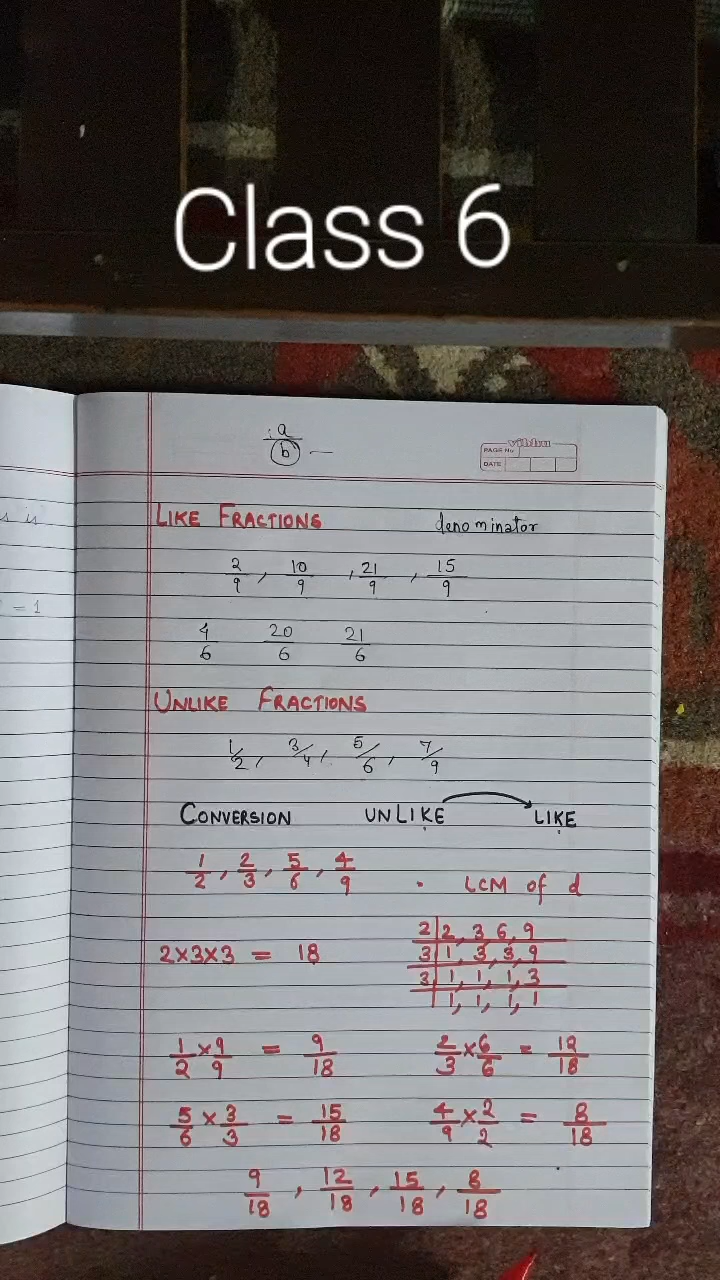 Class 6
a
b
vibhu
PAGE No.
DATE
LIKE FRACTIONS denominator
2/9, 10/9, 21/9, 15/9
4/6 20/6 21/6
UNLIKE FRACTIONS
1/2, 3/4, 5/6, 7/9
CONVERSION UNLIKE LIKE
1/2, 2/3, 5/6, 4/9 . LCM of d
2 | 2, 3, 6, 9
2×3×3 = 18 3 | 1, 3, 3, 9
3 | 1, 1, 1, 3
1, 1, 1, 1
1/2 × 9/9 = 9/18 2/3 × 6/6 = 12/18
5/6 × 3/3 = 15/18 4/9 × 2/2 = 8/18
9/18, 12/18, 15/18, 8/18
= 1